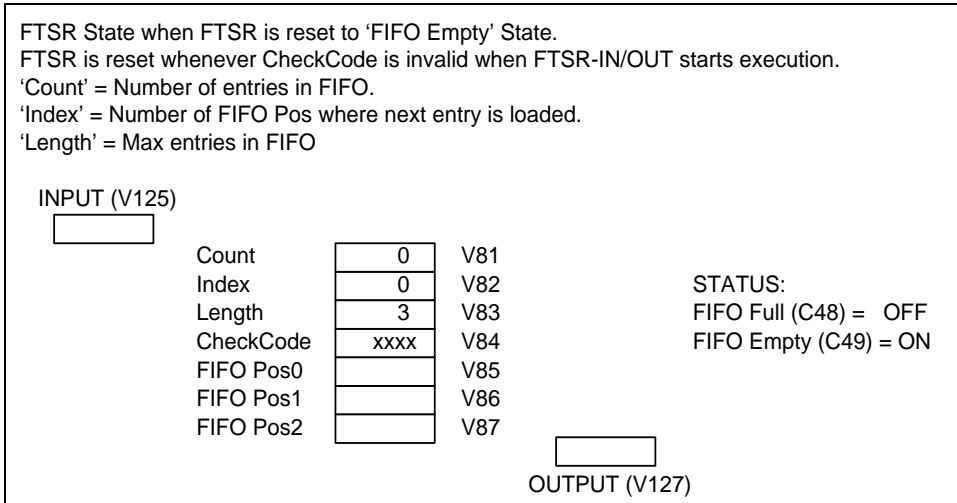 FTSR State when FTSR is reset to ‘FIFO Empty’ State.
FTSR is reset whenever CheckCode is invalid when FTSR-IN/OUT starts execution.
‘Count’ = Number of entries in FIFO.
‘Index’ = Number of FIFO Pos where next entry is loaded.
‘Length’ = Max entries in FIFO
INPUT (V125)
Count 0 V81
Index 0 V82 STATUS:
Length 3 V83 FIFO Full (C48) = OFF
CheckCode xxxx V84 FIFO Empty (C49) = ON
FIFO Pos0 V85
FIFO Pos1 V86
FIFO Pos2 V87
OUTPUT (V127)